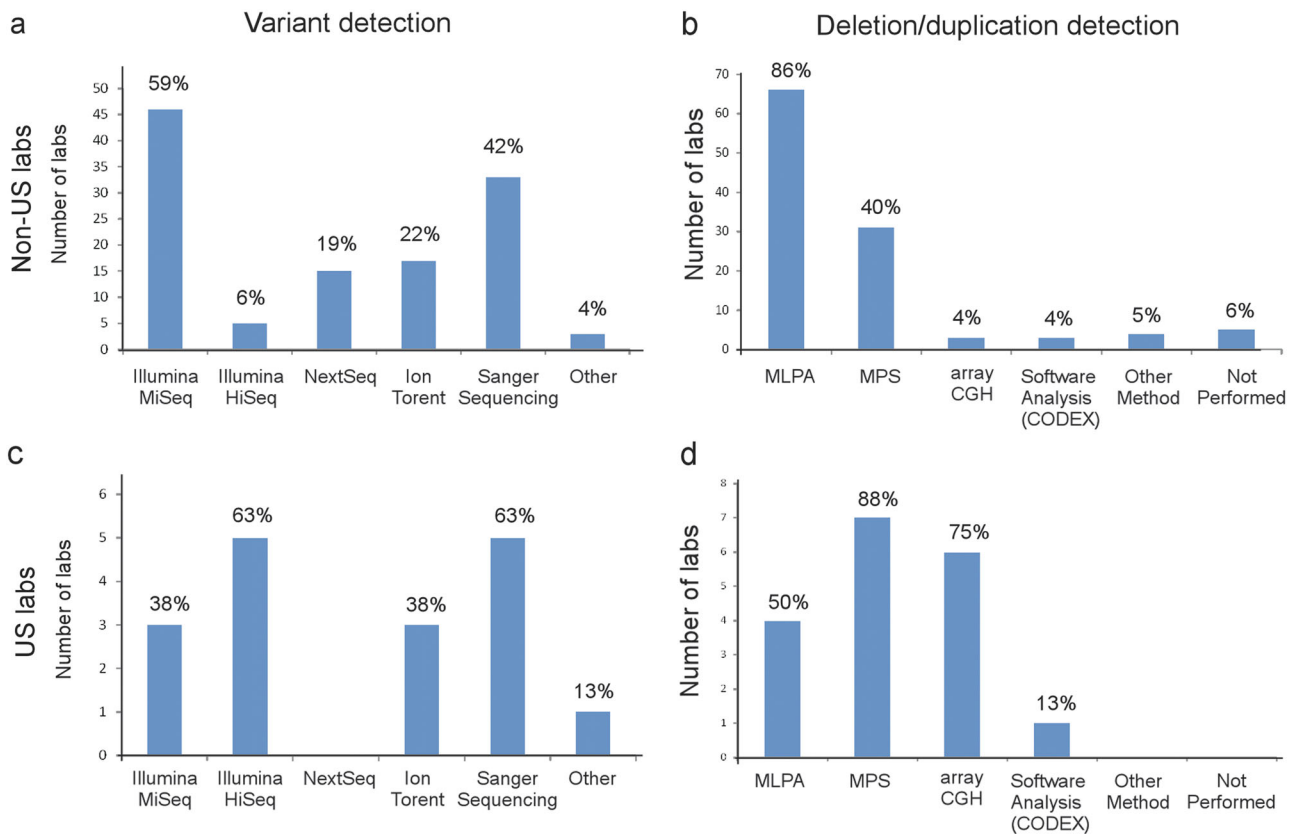 a
Variant detection
Non-US labs
Number of labs
50
45
40
35
30
25
20
15
10
5
0
59%
6%
19%
22%
42%
4%
Illumina
MiSeq
Illumina
HiSeq
NextSeq
Ion
Torent
Sanger
Sequencing
Other
b
Deletion/duplication detection
Number of labs
70
60
50
40
30
20
10
0
86%
40%
4%
4%
5%
6%
MLPA
MPS
array
CGH
Software
Analysis
(CODEX)
Other
Method
Not
Performed
c
US labs
Number of labs
6
5
4
3
2
1
0
38%
63%
38%
63%
13%
Illumina
MiSeq
Illumina
HiSeq
NextSeq
Ion
Torent
Sanger
Sequencing
Other
d
Number of labs
8
7
6
5
4
3
2
1
0
50%
88%
75%
13%
MLPA
MPS
array
CGH
Software
Analysis
(CODEX)
Other
Method
Not
Performed